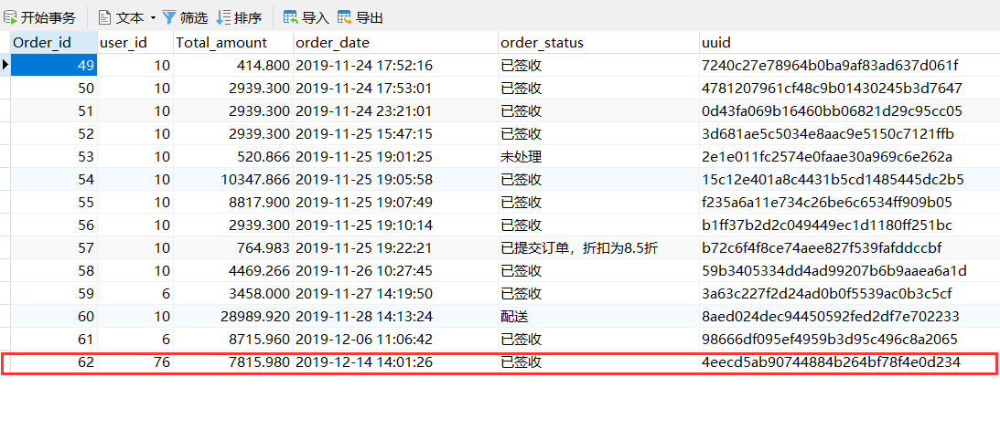 开始事务 文本 筛选 排序 导入 导出
Order_id user_id Total_amount order_date order_status uuid
49 10 414.800 2019-11-24 17:52:16 已签收 7240c27e78964b0ba9af83ad637d061f
50 10 2939.300 2019-11-24 17:53:01 已签收 4781207961cf48c9b01430245b3d7647
51 10 2939.300 2019-11-24 23:21:01 已签收 0d43fa069b16460bb06821d29c95cc05
52 10 2939.300 2019-11-25 15:47:15 已签收 3d681ae5c5034e8aac9e5150c7121ffb
53 10 520.866 2019-11-25 19:01:25 未处理 2e1e011fc2574e0faae30a969c6e262a
54 10 10347.866 2019-11-25 19:05:58 已签收 15c12e401a8c4431b5cd1485445dc2b5
55 10 8817.900 2019-11-25 19:07:49 已签收 f235a6a11e734c26be6c6534ff909b05
56 10 2939.300 2019-11-25 19:10:14 已签收 b1ff37b2d2c049449ec1d1180ff251bc
57 10 764.983 2019-11-25 19:22:21 已提交订单，折扣为8.5折 b72c6f4f8ce74aee827f539fafddccbf
58 10 4469.266 2019-11-26 10:27:45 已签收 59b3405334dd4ad99207b6b9aaea6a1d
59 6 3458.000 2019-11-27 14:19:50 已签收 3a63c227f2d24ad0b0f5539ac0b3c5cf
60 10 28989.920 2019-11-28 14:13:24 配送 8aed024dec94450592fed2df7e702233
61 6 8715.960 2019-12-06 11:06:42 已签收 98666df095ef4959b3d95c496c8a2065
62 76 7815.980 2019-12-14 14:01:26 已签收 4eecd5ab90744884b264bf78f4e0d234